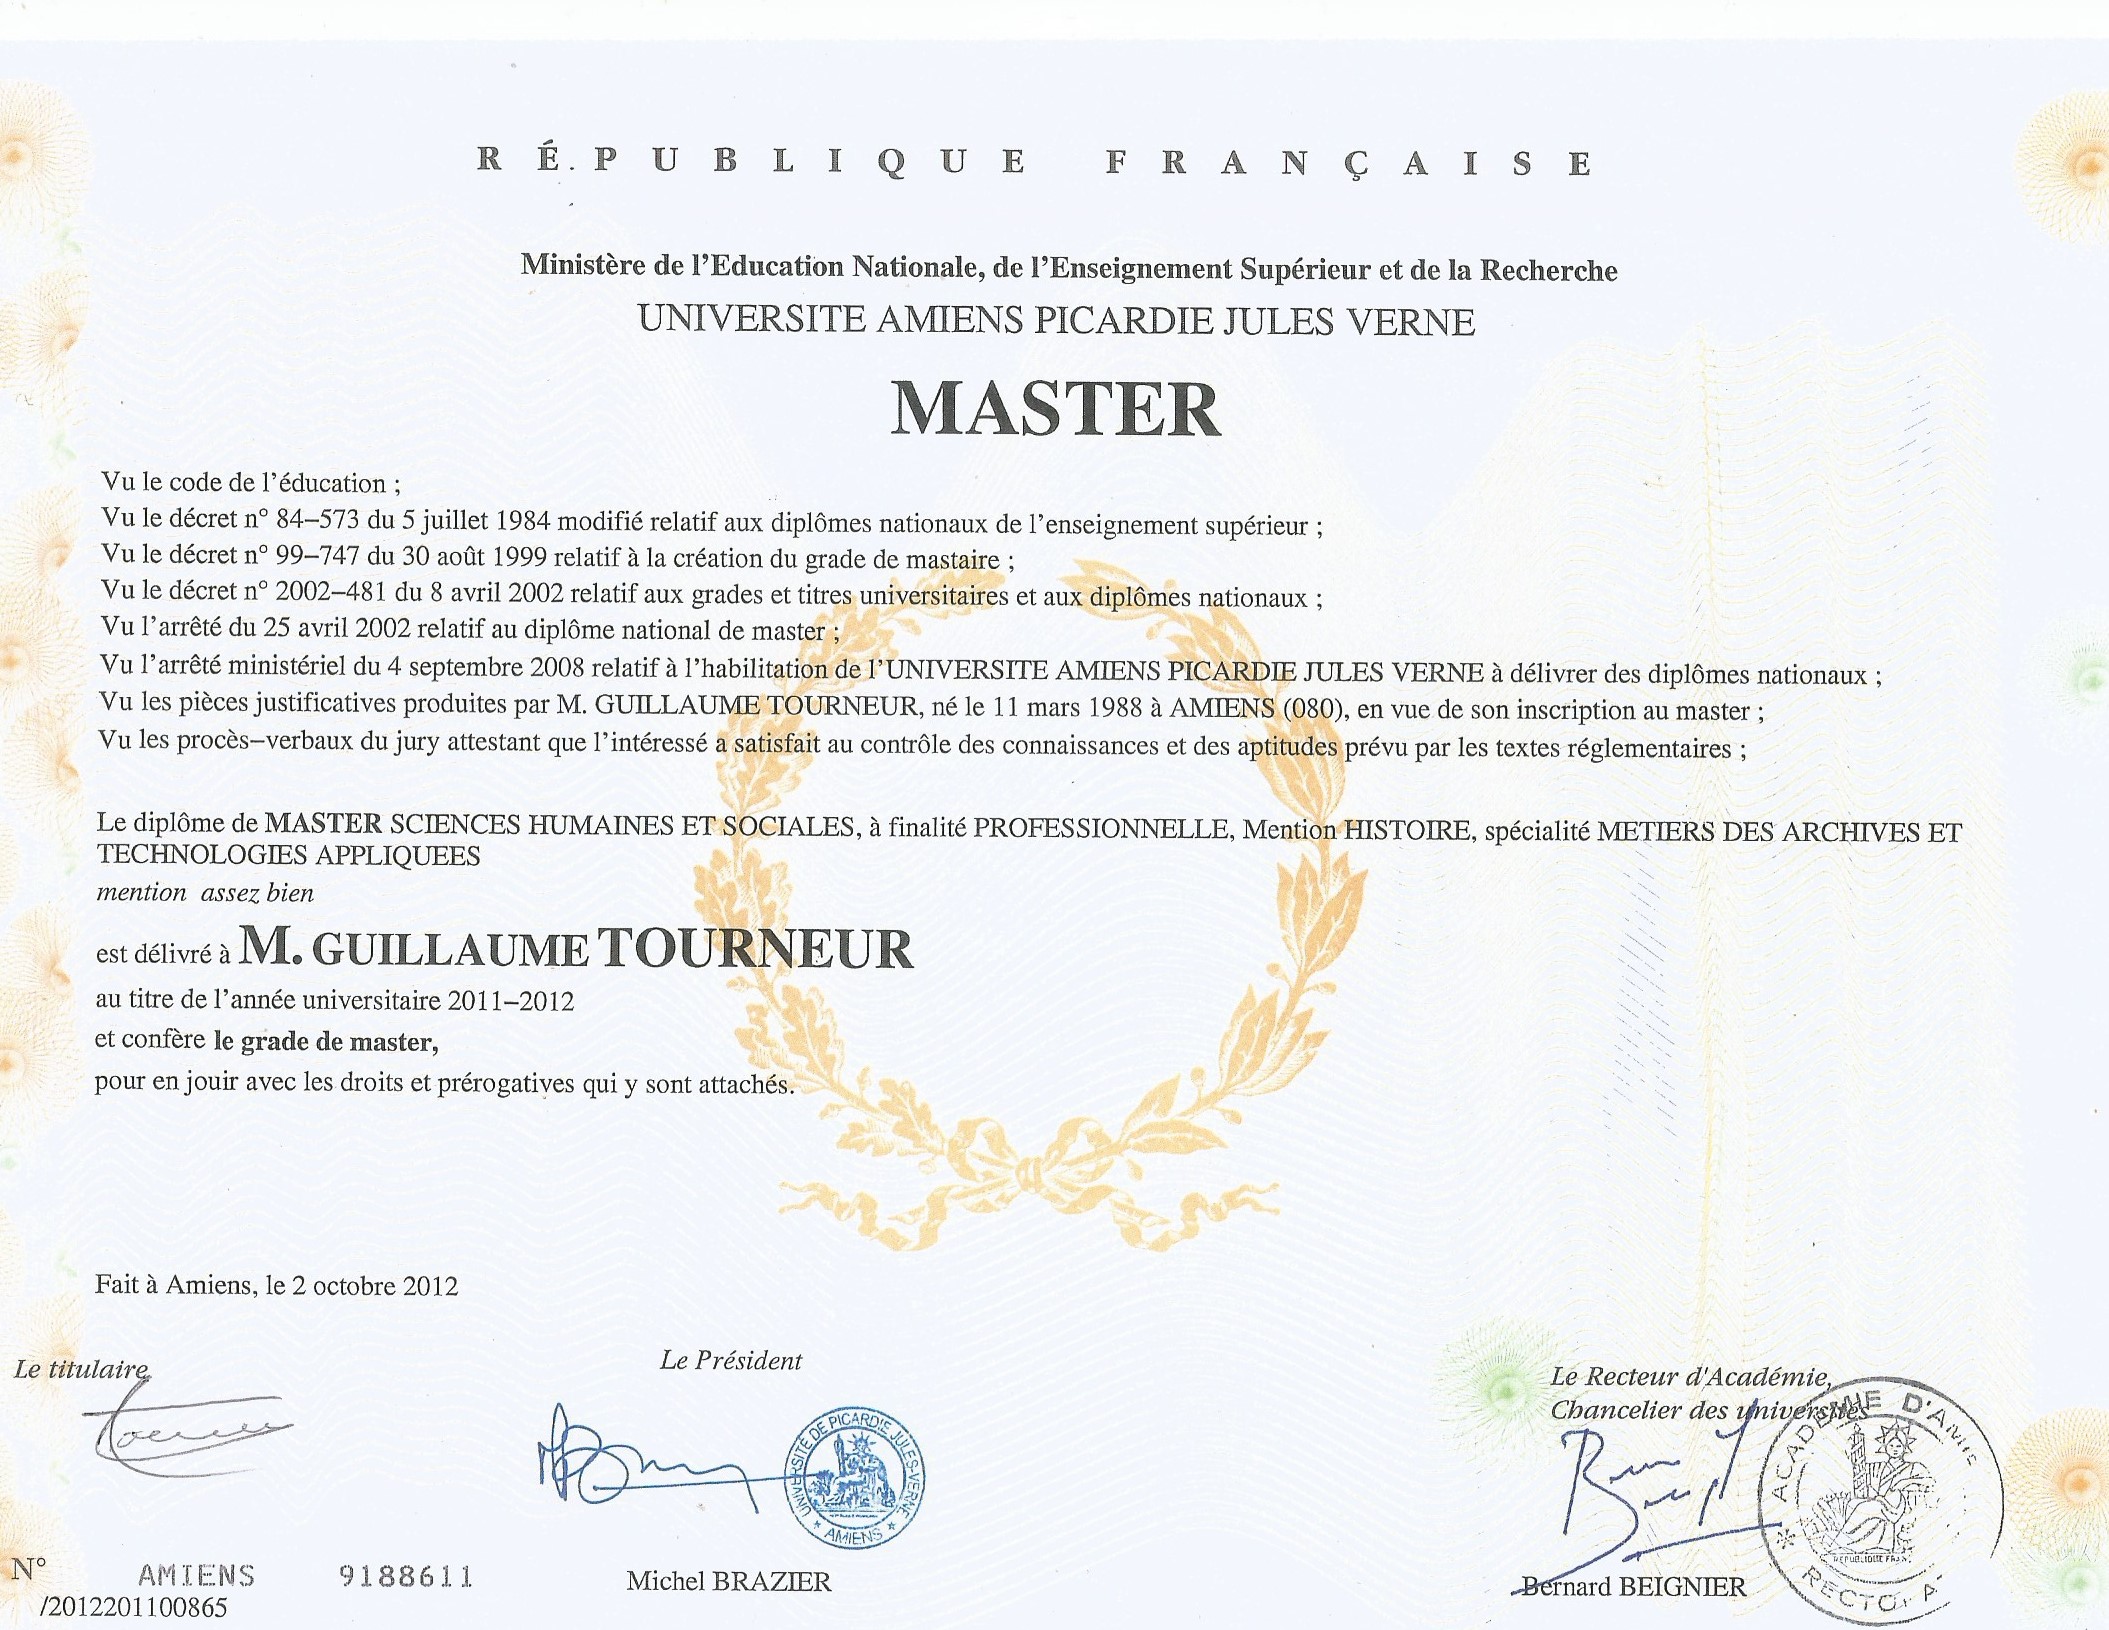 RÉPUBLIQUE FRANÇAISE
Ministère de l'Education Nationale, de l'Enseignement Supérieur et de la Recherche
UNIVERSITE AMIENS PICARDIE JULES VERNE
MASTER
Vu le code de l'éducation ;
Vu le décret n° 84–573 du 5 juillet 1984 modifié relatif aux diplômes nationaux de l'enseignement supérieur ;
Vu le décret n° 99–747 du 30 août 1999 relatif à la création du grade de mastaire ;
Vu le décret n° 2002–481 du 8 avril 2002 relatif aux grades et titres universitaires et aux diplômes nationaux ;
Vu l'arrêté du 25 avril 2002 relatif au diplôme national de master ;
Vu l'arrêté ministériel du 4 septembre 2008 relatif à l'habilitation de l'UNIVERSITE AMIENS PICARDIE JULES VERNE à délivrer des diplômes nationaux ;
Vu les pièces justificatives produites par M. GUILLAUME TOURNEUR, né le 11 mars 1988 à AMIENS (080), en vue de son inscription au master ;
Vu les procès–verbaux du jury attestant que l'intéressé a satisfait au contrôle des connaissances et des aptitudes prévu par les textes réglementaires ;
Le diplôme de MASTER SCIENCES HUMAINES ET SOCIALES, à finalité PROFESSIONNELLE, Mention HISTOIRE, spécialité METIERS DES ARCHIVES ET
TECHNOLOGIES APPLIQUEES
mention assez bien
est délivré à M. GUILLAUME TOURNEUR
au titre de l'année universitaire 2011–2012
et confère le grade de master,
pour en jouir avec les droits et prérogatives qui y sont attachés.
Fait à Amiens, le 2 octobre 2012
Le titulaire
Le Président
Le Recteur d'Académie,
Chancelier des universités
UNIVERSITÉ DE PICARDIE JULES-VERNE
* AMIENS *
ACADEMIE D'AMIE
Michel BRAZIER
Bernard BEIGNIER
N° AMIENS 9188611
/2012201100865